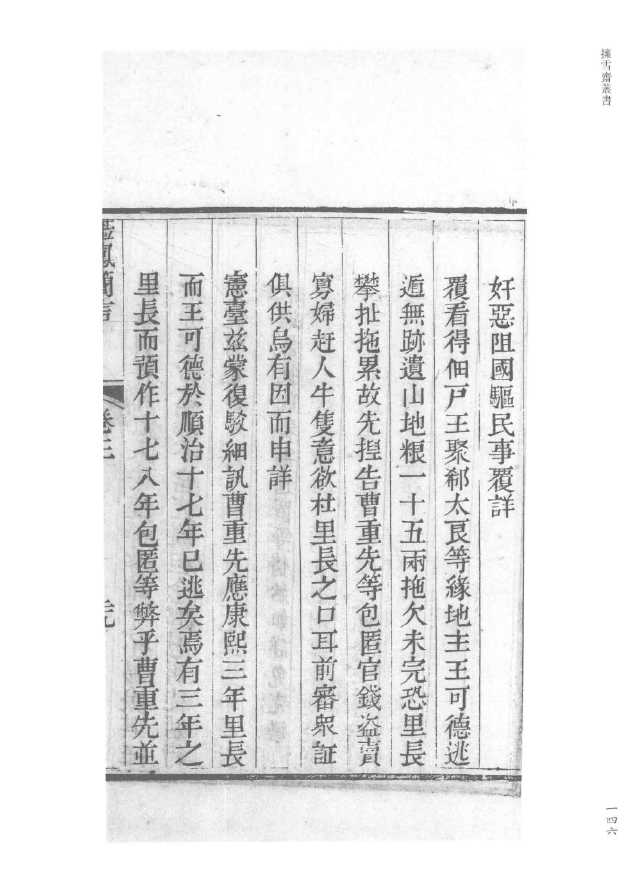 擁雪齋叢書
奸惡阻國驅民事覆詳
覆看得佃戸王聚郗太艮等緣地主王可德逃
遁無跡遺山地粮一十五兩拖欠未完恐里長
攀扯拖累故先揑告曹重先等包匿官錢盗賣
寡婦赶人牛隻意欲杜里長之口耳前審衆証
俱供烏有因而申詳
憲臺兹蒙復駁細訊曹重先應康熙三年里長
而王可德於順治十七年已逃矣焉有三年之
里長而預作十七八年包匿等弊乎曹重先並
卷三
一四六